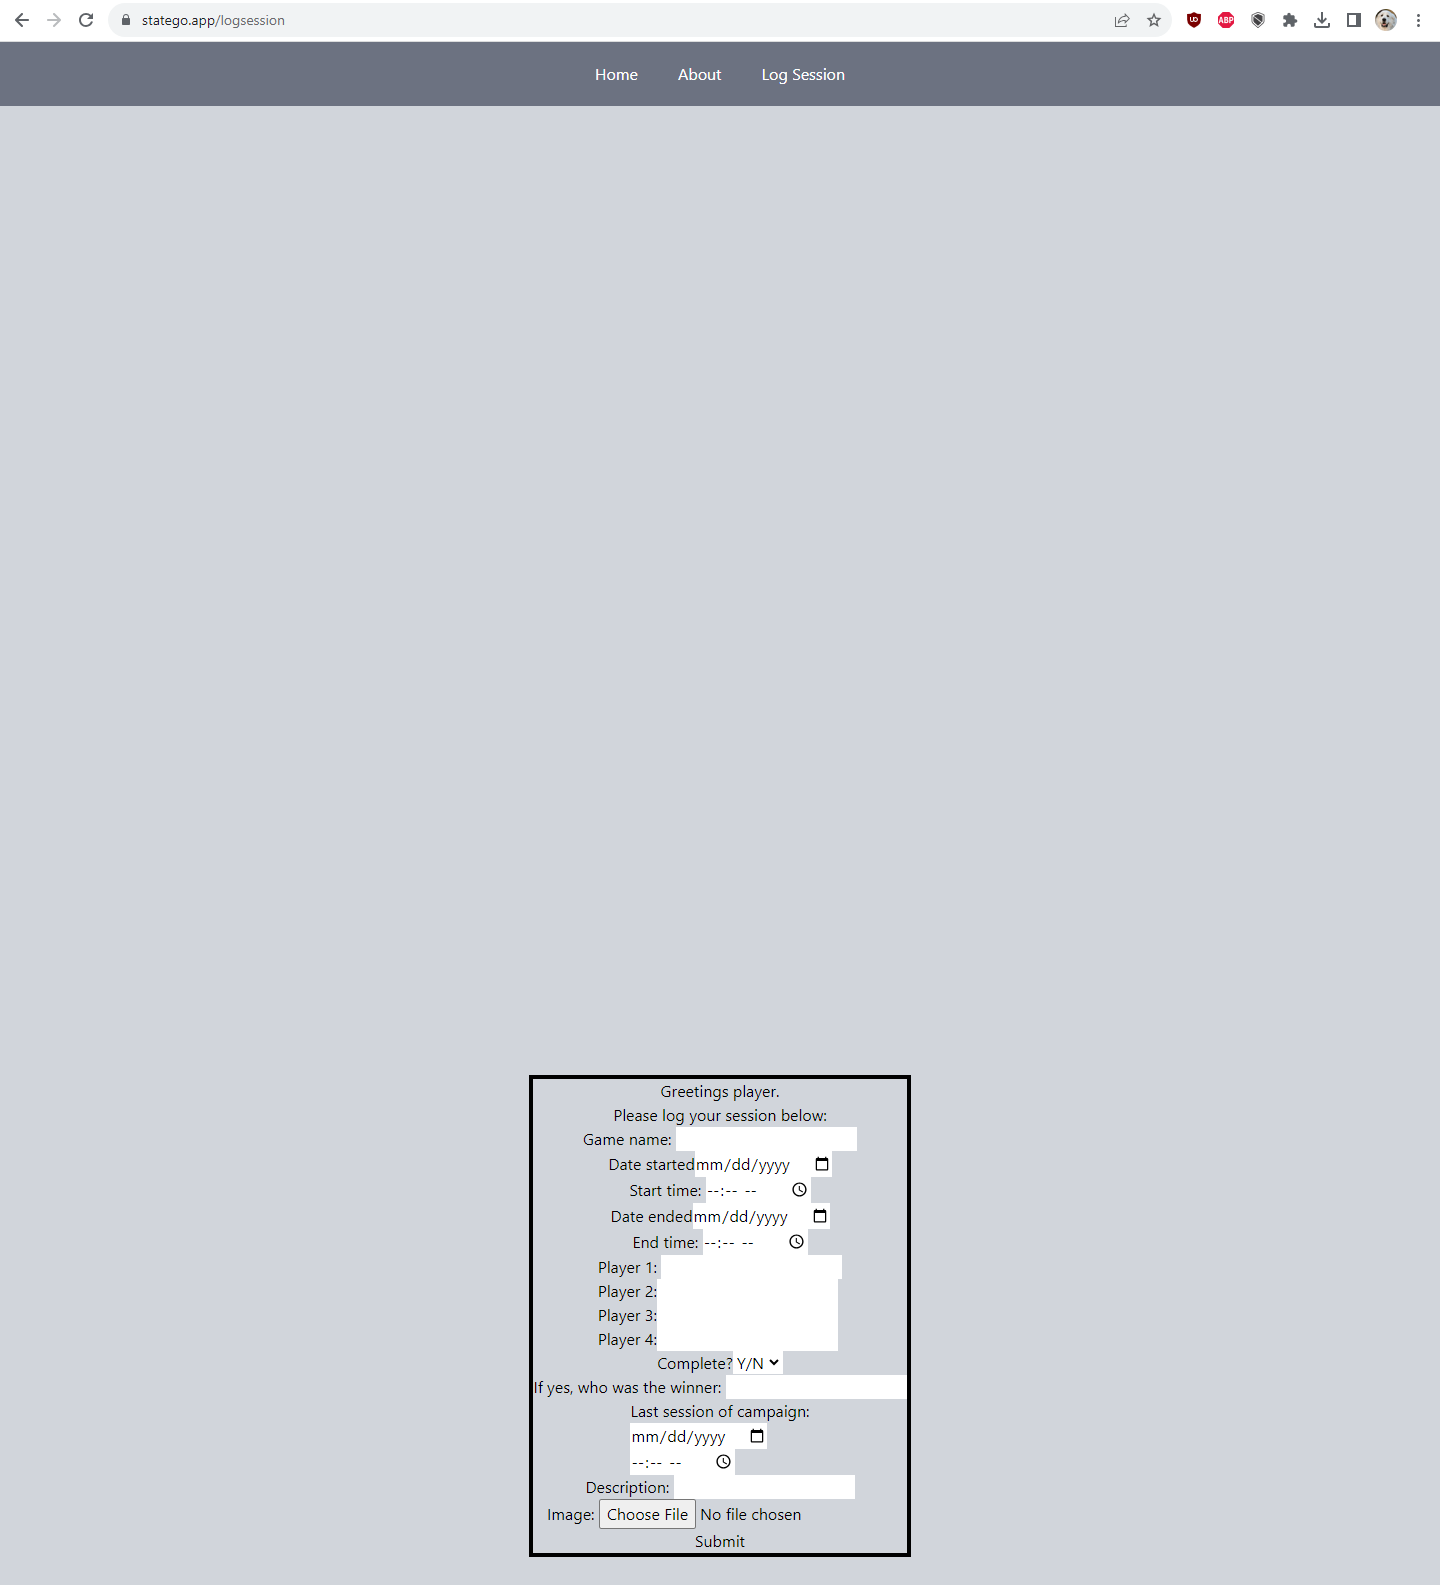 statego.app/logsession
UD
ABP
Home About Log Session
Greetings player.
Please log your session below:
Game name:
Date started mm/dd/yyyy
Start time: --:-- --
Date ended mm/dd/yyyy
End time: --:-- --
Player 1:
Player 2:
Player 3:
Player 4:
Complete? Y/N
If yes, who was the winner:
Last session of campaign:
mm/dd/yyyy
--:-- --
Description:
Image: Choose File No file chosen
Submit